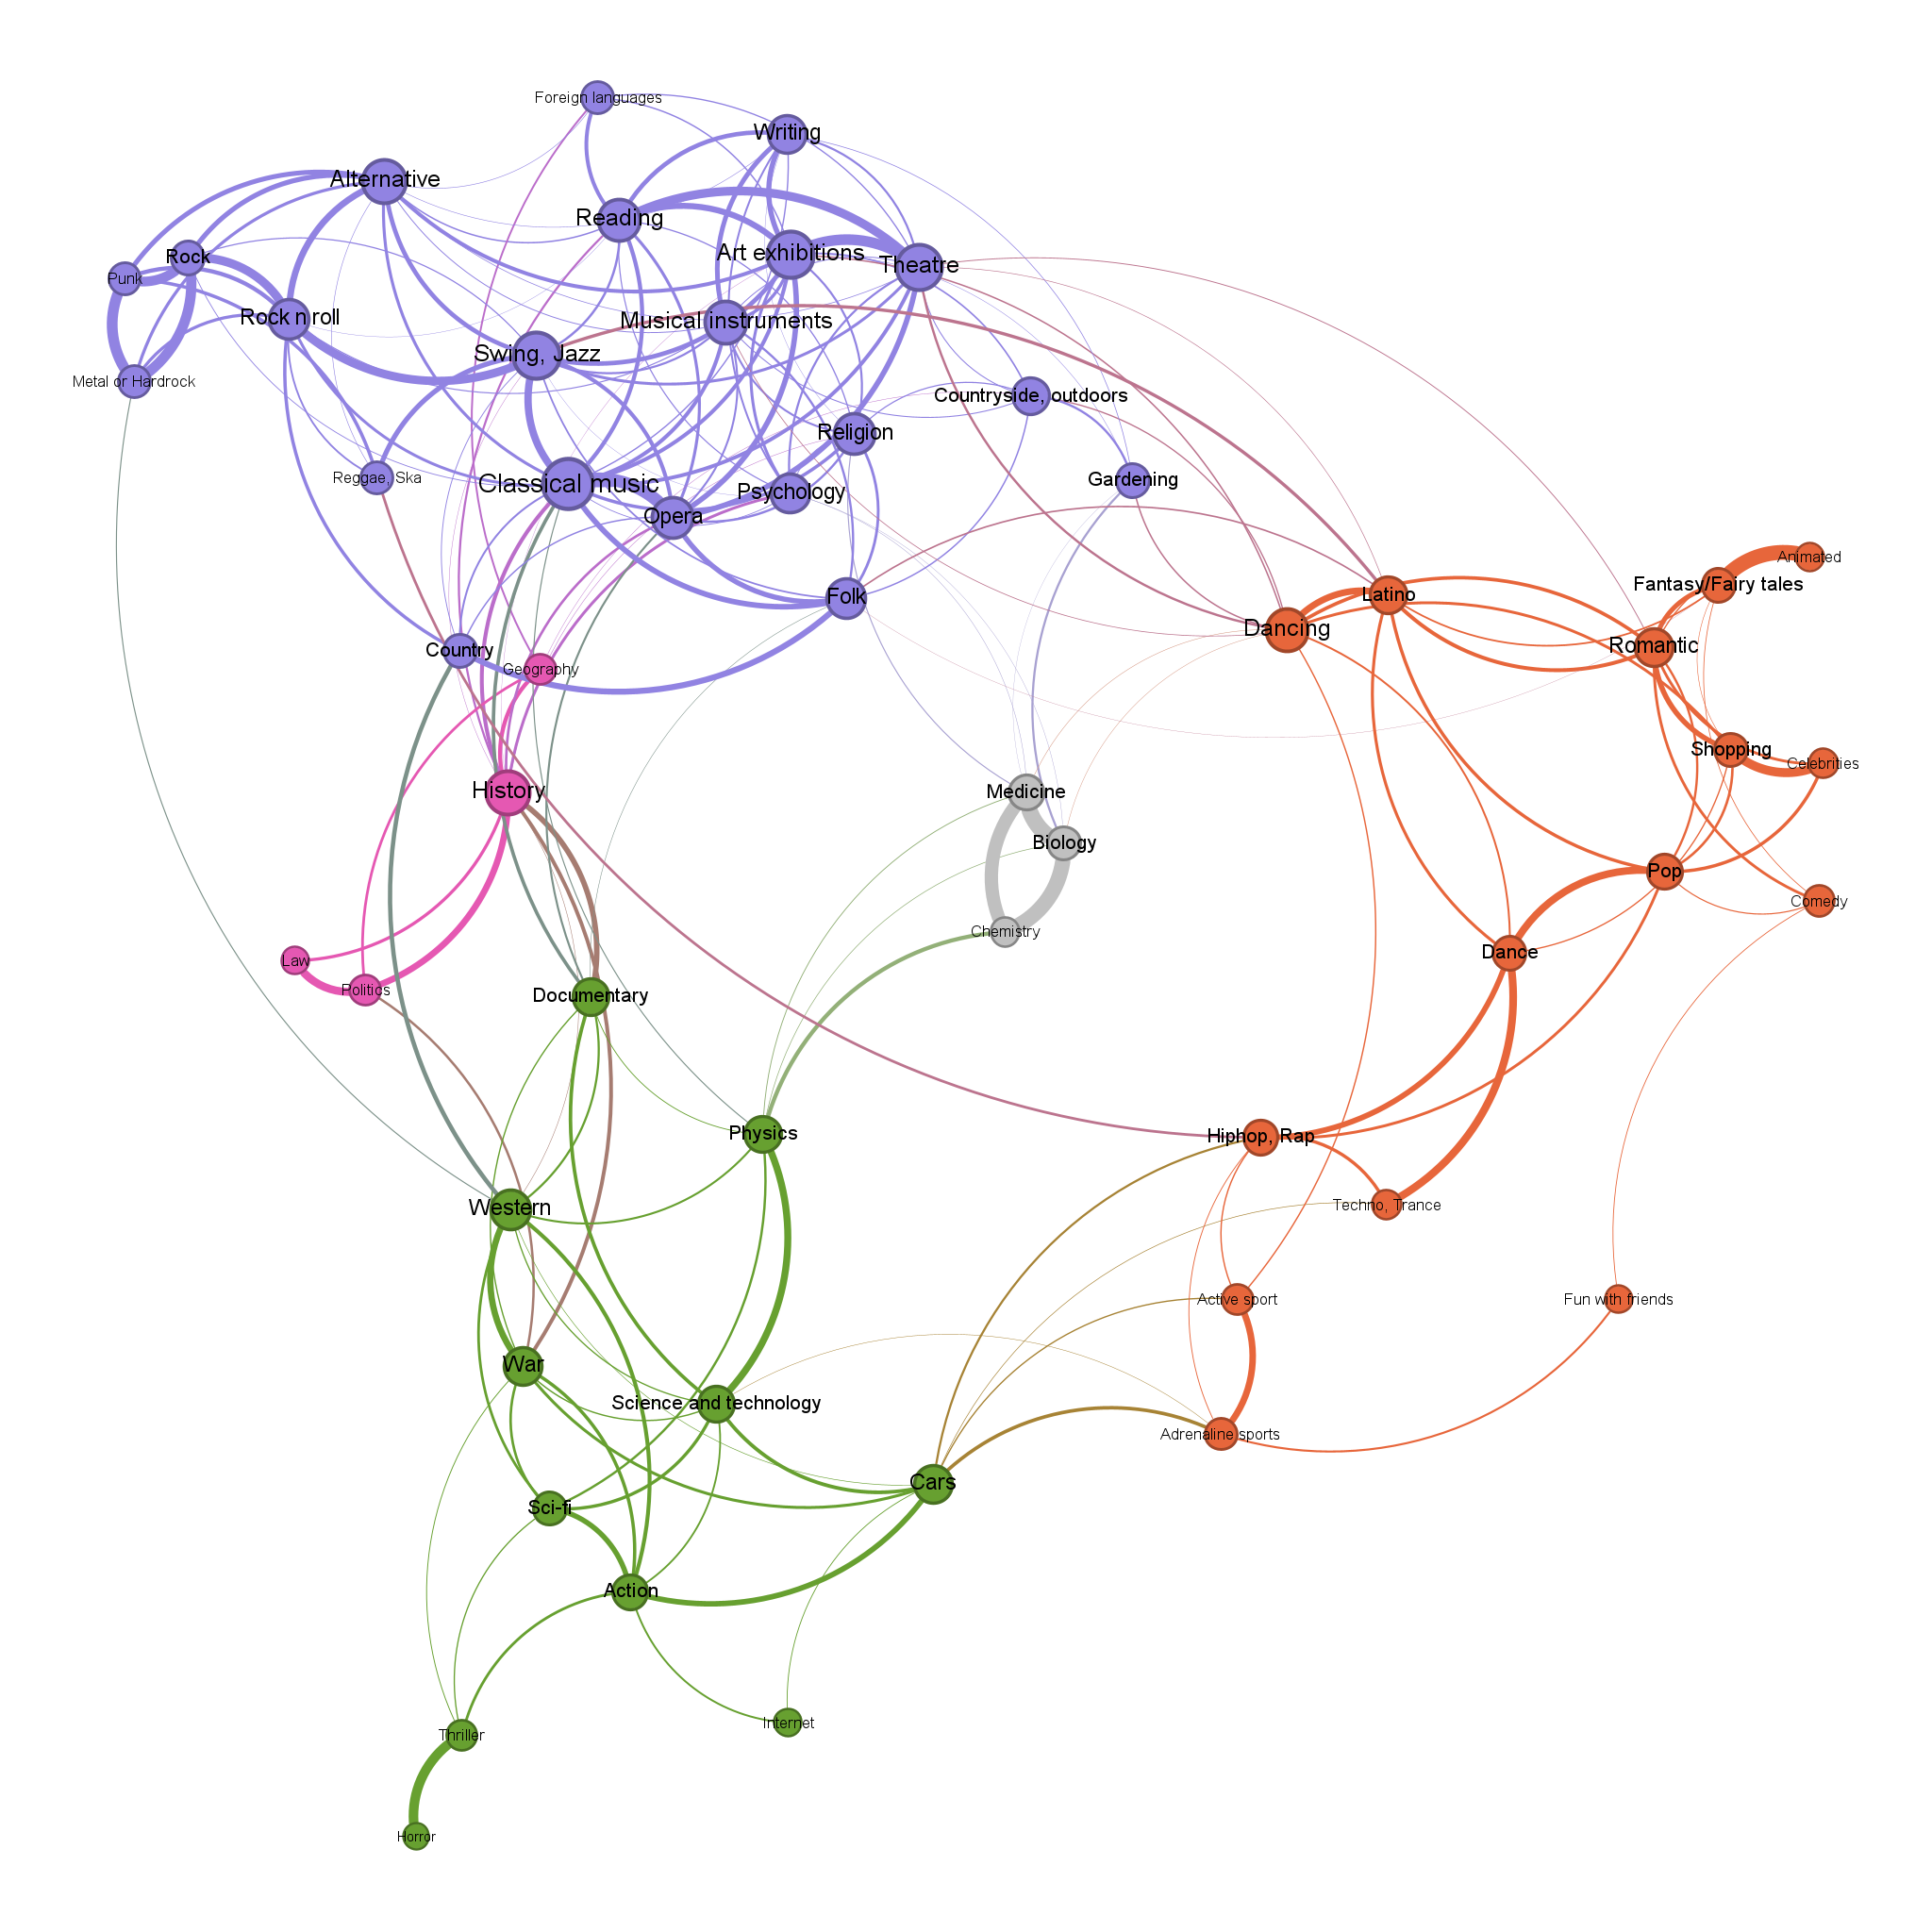 Foreign languages
Writing
Alternative
Reading
Art exhibitions
Theatre
Rock
Punk
Rock n roll
Musical instruments
Swing, Jazz
Metal or Hardrock
Countryside, outdoors
Religion
Reggae, Ska
Classical music
Gardening
Psychology
Opera
Animated
Fantasy/Fairy tales
Latino
Folk
Dancing
Romantic
Country
Geography
Shopping
Celebrities
History
Medicine
Biology
Pop
Comedy
Chemistry
Dance
Law
Politics
Documentary
Physics
Hiphop, Rap
Western
Techno, Trance
Active sport
Fun with friends
War
Science and technology
Adrenaline sports
Cars
Sci-fi
Action
Internet
Thriller
Horror